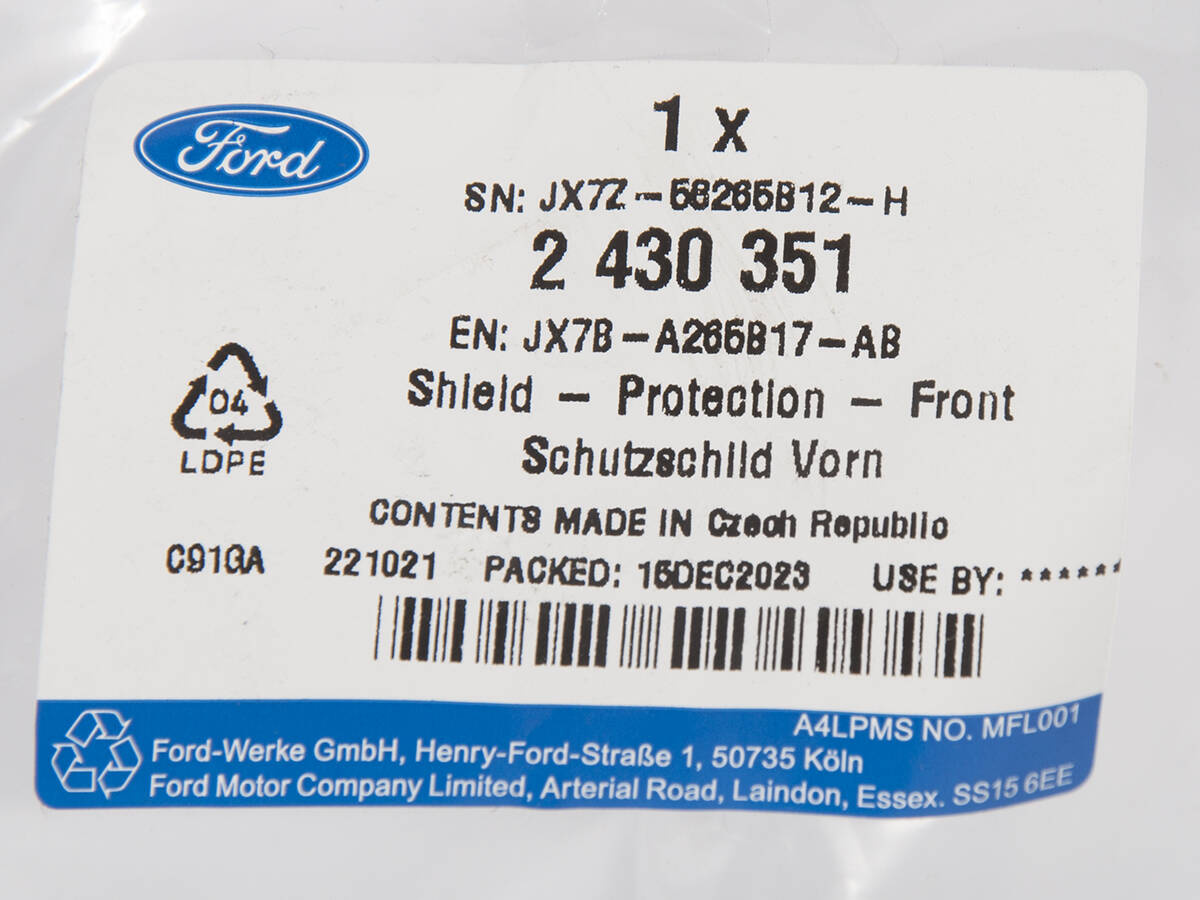 Ford
1 x
SN: JX7Z-58265B12-H
2 430 351
EN: JX7B-A265B17-AB
Shield - Protection - Front
Schutzschild Vorn
04
LDPE
CONTENTS MADE IN Czech Republic
C91GA 221021 PACKED: 15DEC2023 USE BY: ******
A4LPMS NO. MFL001
Ford-Werke GmbH, Henry-Ford-Straße 1, 50735 Köln
Ford Motor Company Limited, Arterial Road, Laindon, Essex. SS15 6EE